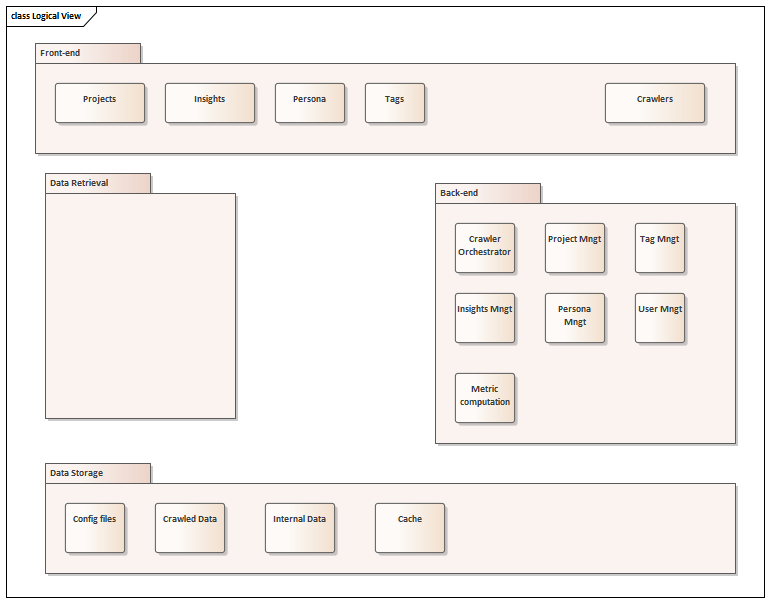 class Logical View
Front-end
Projects
Insights
Persona
Tags
Crawlers
Data Retrieval
Back-end
Crawler
Orchestrator
Project Mngt
Tag Mngt
Insights Mngt
Persona
Mngt
User Mngt
Metric
computation
Data Storage
Config files
Crawled Data
Internal Data
Cache